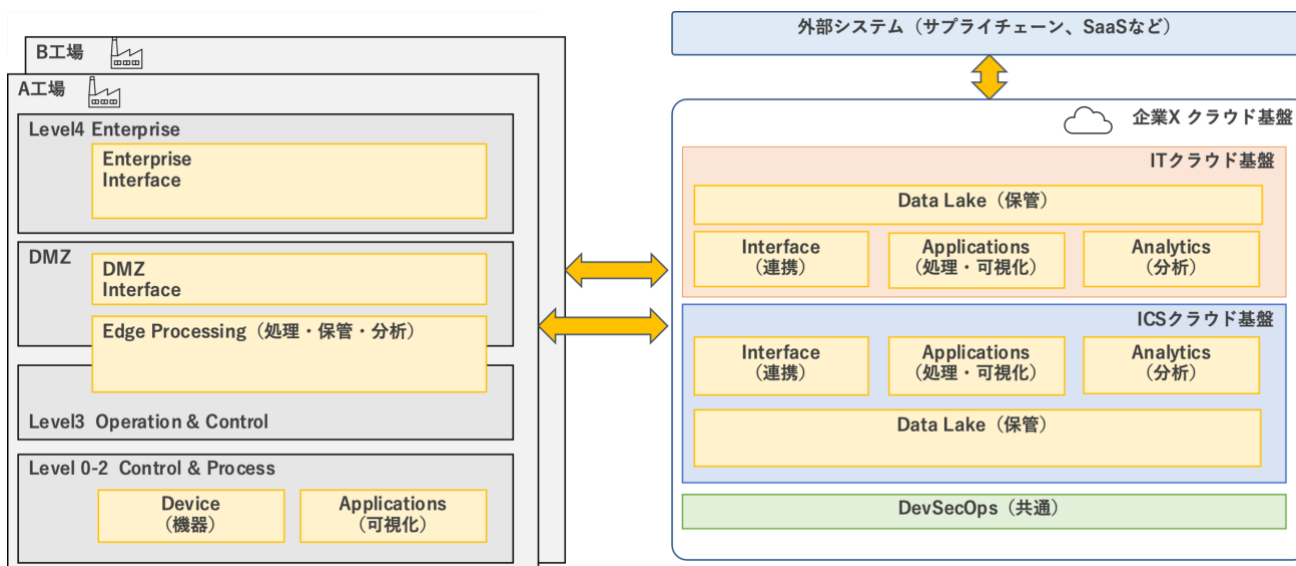 B工場
A工場
Level4 Enterprise
Enterprise
Interface
DMZ
DMZ
Interface
Edge Processing（処理・保管・分析）
Level3 Operation & Control
Level 0-2 Control & Process
Device
（機器）
Applications
（可視化）
外部システム（サプライチェーン、SaaSなど）
企業X クラウド基盤
ITクラウド基盤
Data Lake（保管）
Interface
（連携）
Applications
（処理・可視化）
Analytics
（分析）
ICSクラウド基盤
Interface
（連携）
Applications
（処理・可視化）
Analytics
（分析）
Data Lake（保管）
DevSecOps（共通）